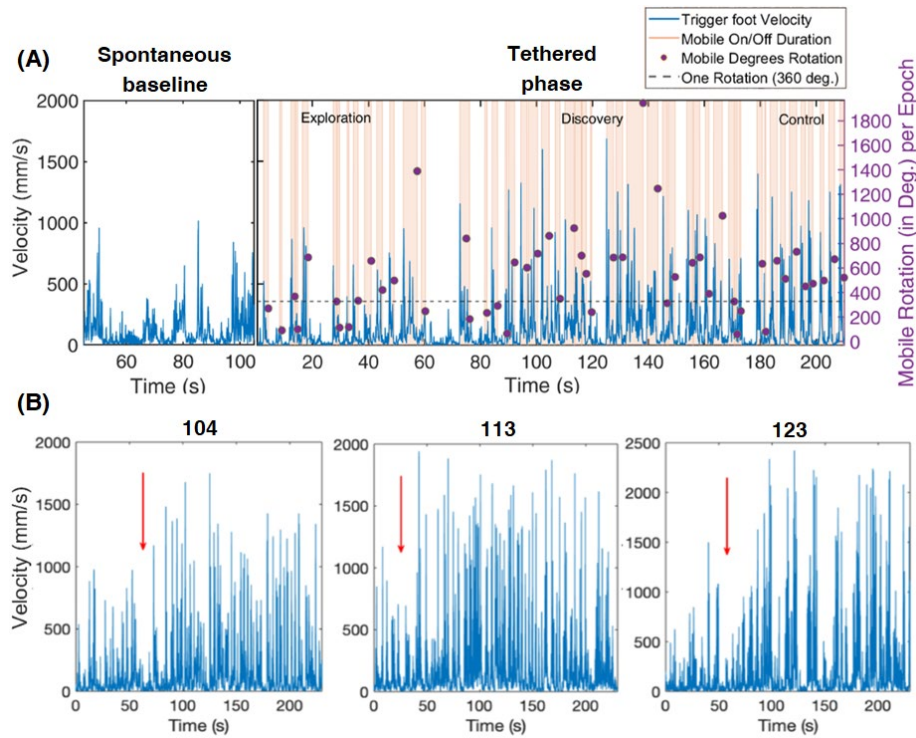 Trigger foot Velocity
Mobile On/Off Duration
Mobile Degrees Rotation
One Rotation (360 deg.)
(A)
Spontaneous
baseline
Tethered
phase
Exploration
Discovery
Control
Velocity (mm/s)
2000
1500
1000
500
0
60
80
100
Time (s)
20
40
60
80
100
120
140
160
180
200
Time (s)
1800
1600
1400
1200
1000
800
600
400
200
0
Mobile Rotation (in Deg.) per Epoch
(B)
104
Velocity (mm/s)
2000
1500
1000
500
0
0
50
100
150
200
Time (s)
113
2000
1500
1000
500
0
0
50
100
150
200
Time (s)
123
2500
2000
1500
1000
500
0
0
50
100
150
200
Time (s)